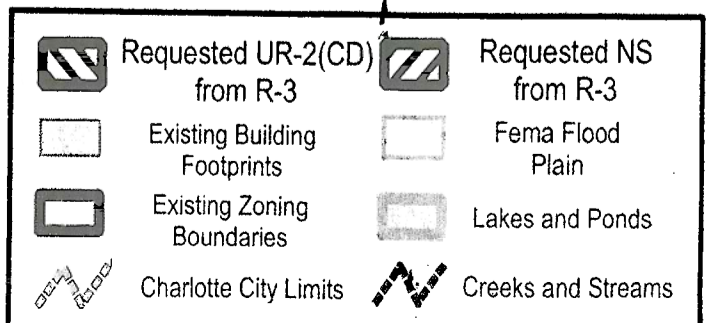 Requested UR-2(CD)
from R-3
Requested NS
from R-3
Existing Building
Footprints
Fema Flood
Plain
Existing Zoning
Boundaries
Lakes and Ponds
Charlotte City Limits
Creeks and Streams